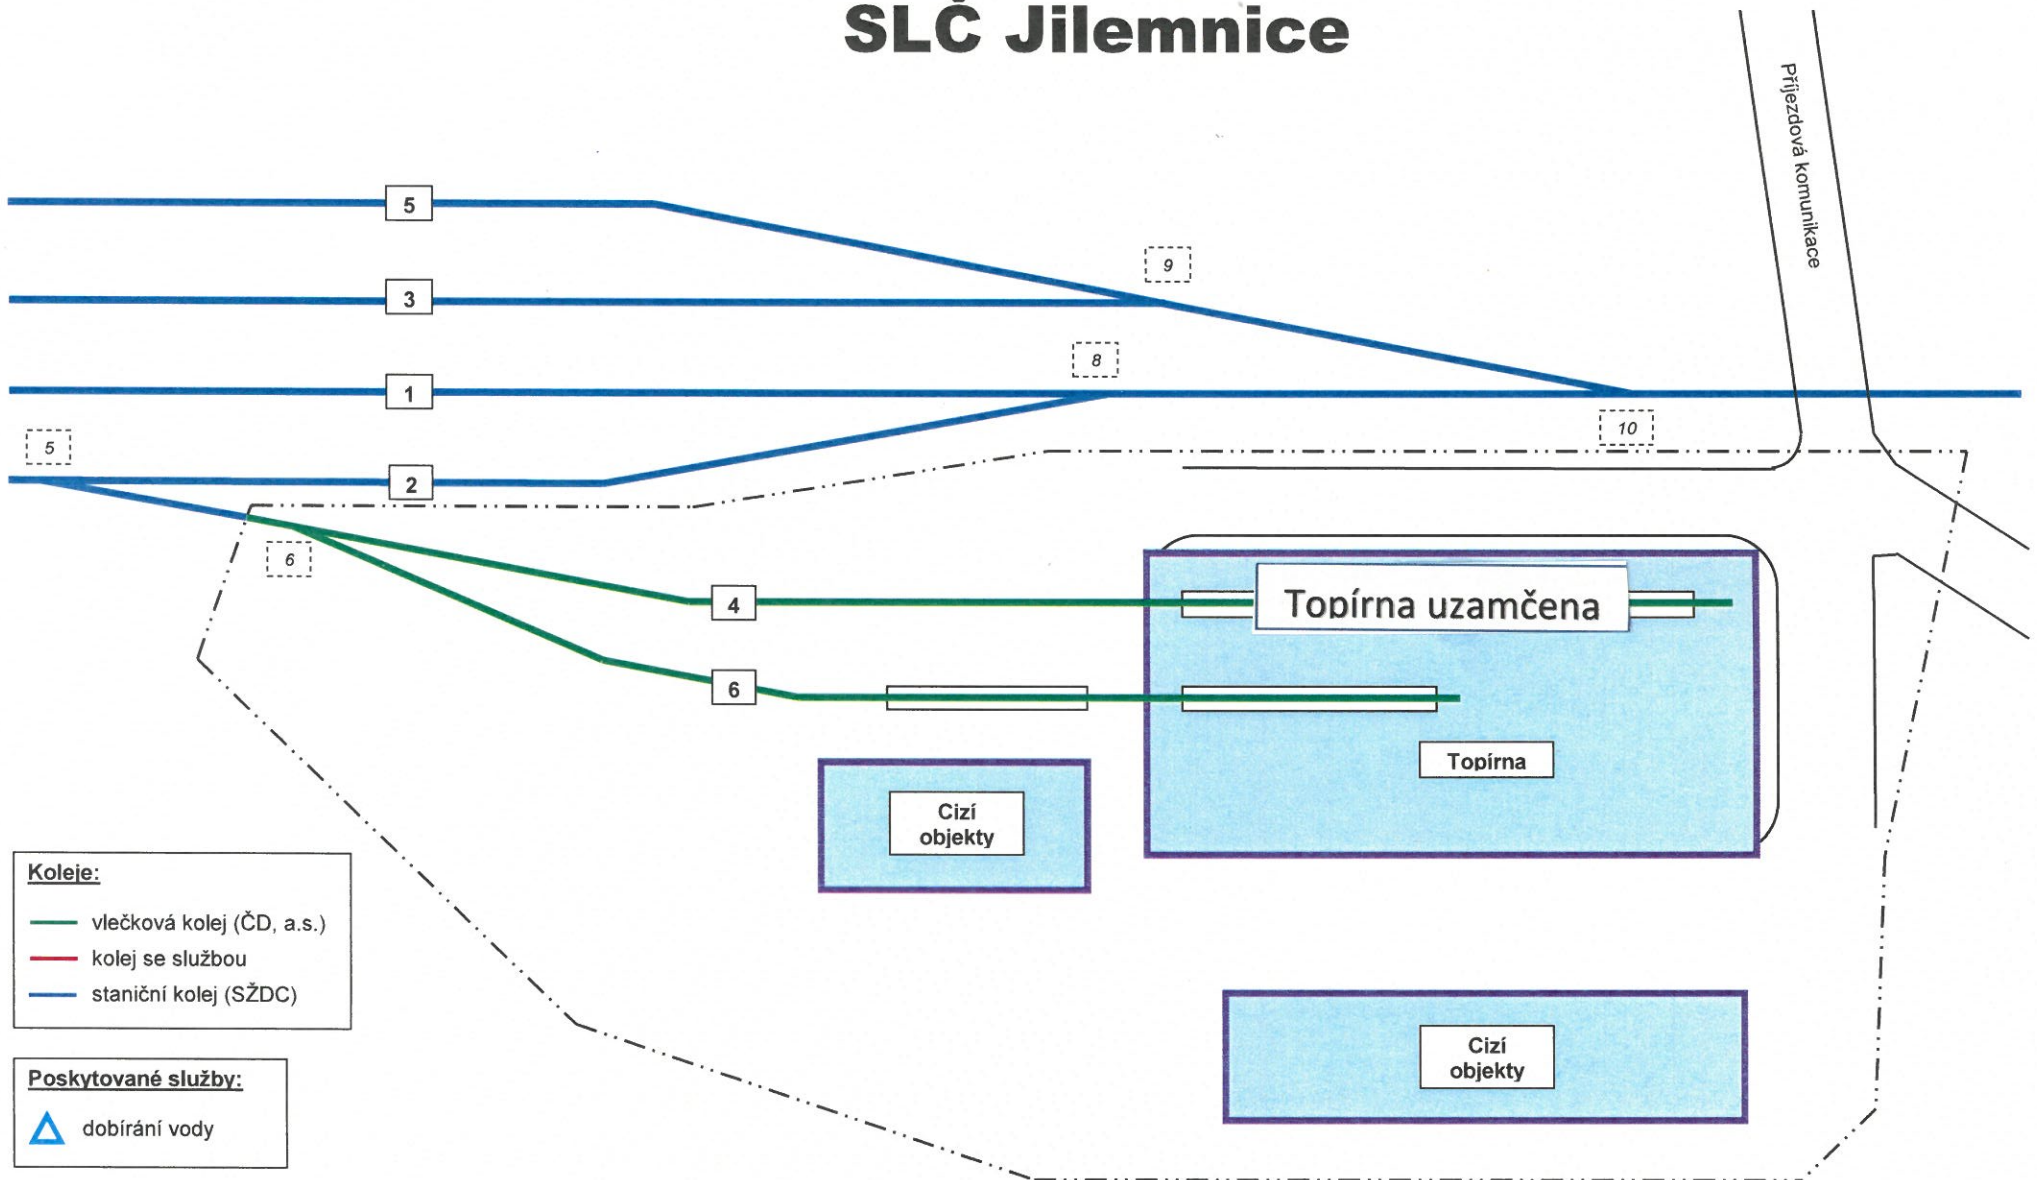 SLČ Jilemnice
Příjezdová komunikace
5
9
3
8
1
10
5
2
6
4
Topírna uzamčena
6
Topírna
Cizí
objekty
Koleje:
vlečková kolej (ČD, a.s.)
kolej se službou
staniční kolej (SŽDC)
Cizí
objekty
Poskytované služby:
dobírání vody